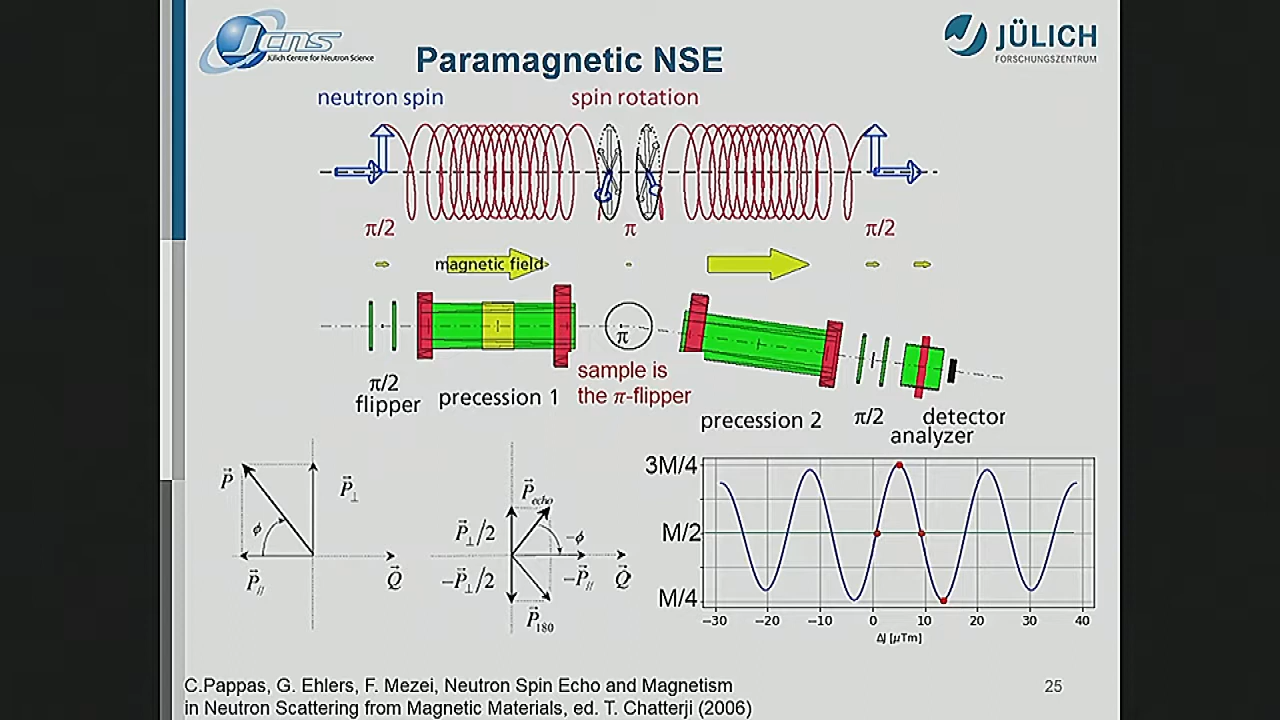 JCNS
Jülich Centre for Neutron Science
JÜLICH
FORSCHUNGSZENTRUM
Paramagnetic NSE
neutron spin
spin rotation
π/2
π
π/2
magnetic field
π
π/2
flipper
precession 1
sample is
the π-flipper
precession 2
π/2
detector
analyzer
P⃗
P⃗⊥
ϕ
P⃗//
Q⃗
P⃗echo
P⃗⊥/2
-ϕ
-P⃗⊥/2
-P⃗//
Q⃗
P⃗180
3M/4
M/2
M/4
−30 −20 −10 0 10 20 30 40
ΔJ [μTm]
C.Pappas, G. Ehlers, F. Mezei, Neutron Spin Echo and Magnetism
in Neutron Scattering from Magnetic Materials, ed. T. Chatterji (2006)
25